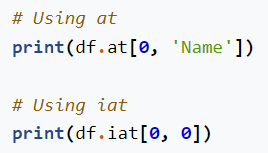 # Using at
print(df.at[0, 'Name'])
# Using iat
print(df.iat[0, 0])